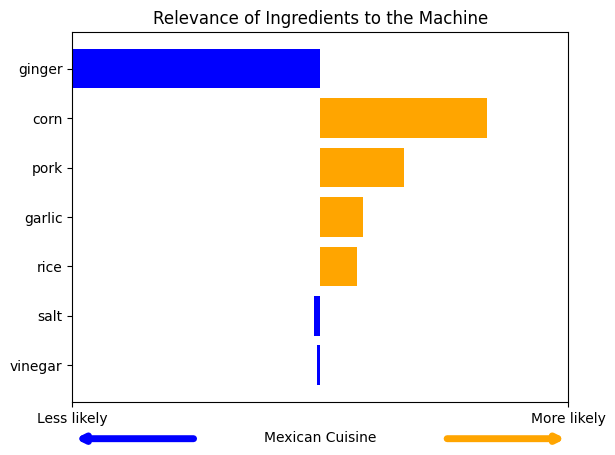 Relevance of Ingredients to the Machine
ginger
corn
pork
garlic
rice
salt
vinegar
Less likely
More likely
Mexican Cuisine